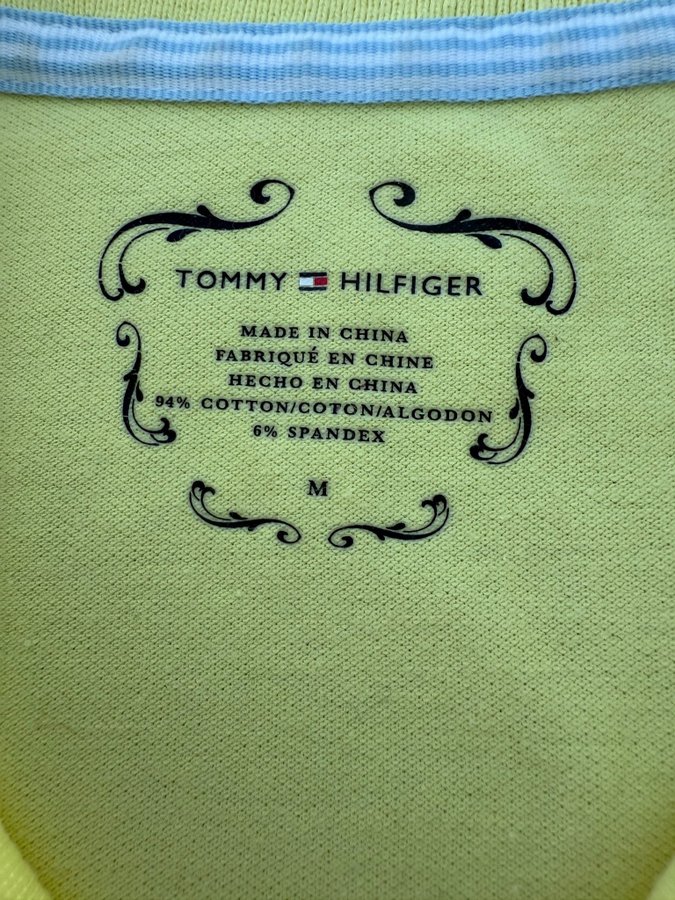 TOMMY HILFIGER
MADE IN CHINA
FABRIQUÉ EN CHINE
HECHO EN CHINA
94% COTTON/COTON/ALGODON
6% SPANDEX
M